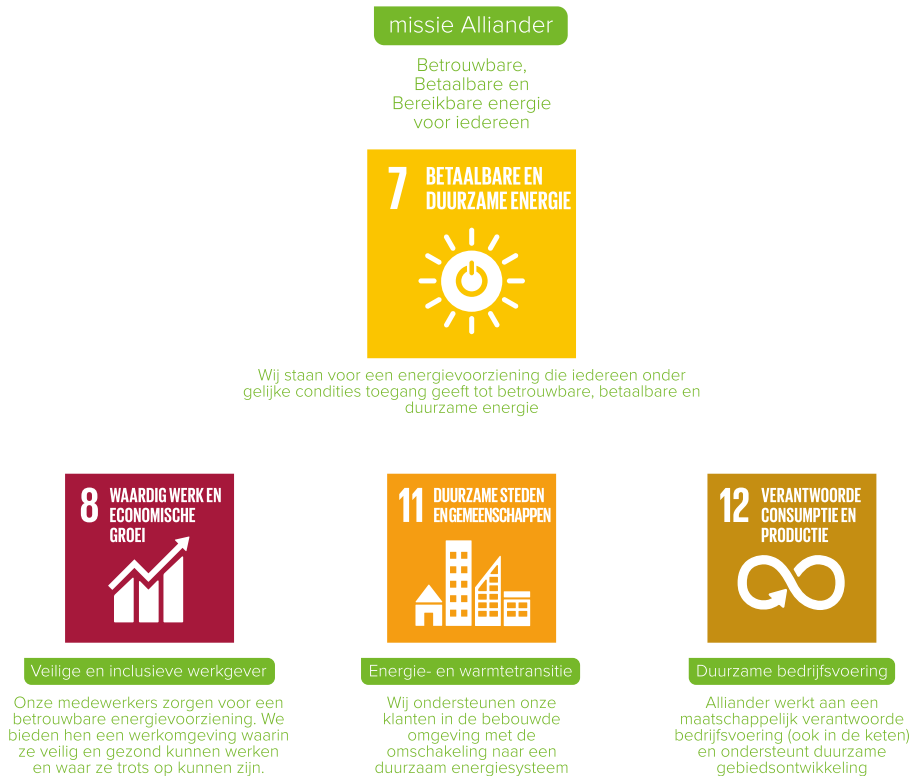 missie Alliander
Betrouwbare,
Betaalbare en
Bereikbare energie
voor iedereen
7 BETAALBARE EN
DUURZAME ENERGIE
Wij staan voor een energievoorziening die iedereen onder
gelijke condities toegang geeft tot betrouwbare, betaalbare en
duurzame energie
8 WAARDIG WERK EN
ECONOMISCHE
GROEI
Veilige en inclusieve werkgever
Onze medewerkers zorgen voor een
betrouwbare energievoorziening. We
bieden hen een werkomgeving waarin
ze veilig en gezond kunnen werken
en waar ze trots op kunnen zijn.
11 DUURZAME STEDEN
EN GEMEENSCHAPPEN
Energie- en warmtetransitie
Wij ondersteunen onze
klanten in de bebouwde
omgeving met de
omschakeling naar een
duurzaam energiesysteem
12 VERANTWOORDE
CONSUMPTIE EN
PRODUCTIE
Duurzame bedrijfsvoering
Alliander werkt aan een
maatschappelijk verantwoorde
bedrijfsvoering (ook in de keten)
en ondersteunt duurzame
gebiedsontwikkeling